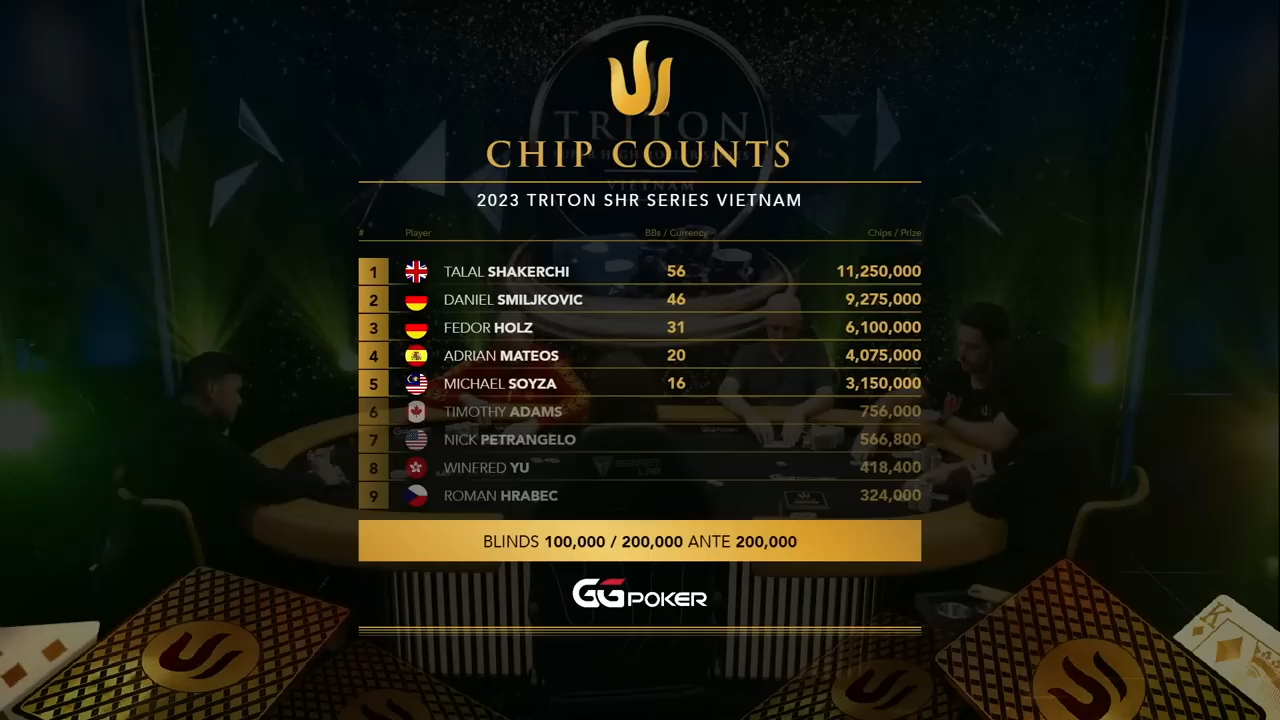 TRITON
CHIP COUNTS
VIETNAM
2023 TRITON SHR SERIES VIETNAM
# Player BBs / Currency Chips / Prize
1 TALAL SHAKERCHI 56 11,250,000
2 DANIEL SMILJKOVIC 46 9,275,000
3 FEDOR HOLZ 31 6,100,000
4 ADRIAN MATEOS 20 4,075,000
5 MICHAEL SOYZA 16 3,150,000
6 TIMOTHY ADAMS 756,000
7 NICK PETRANGELO 566,800
8 WINFRED YU 418,400
9 ROMAN HRABEC 324,000
BLINDS 100,000 / 200,000 ANTE 200,000
GGPOKER
K